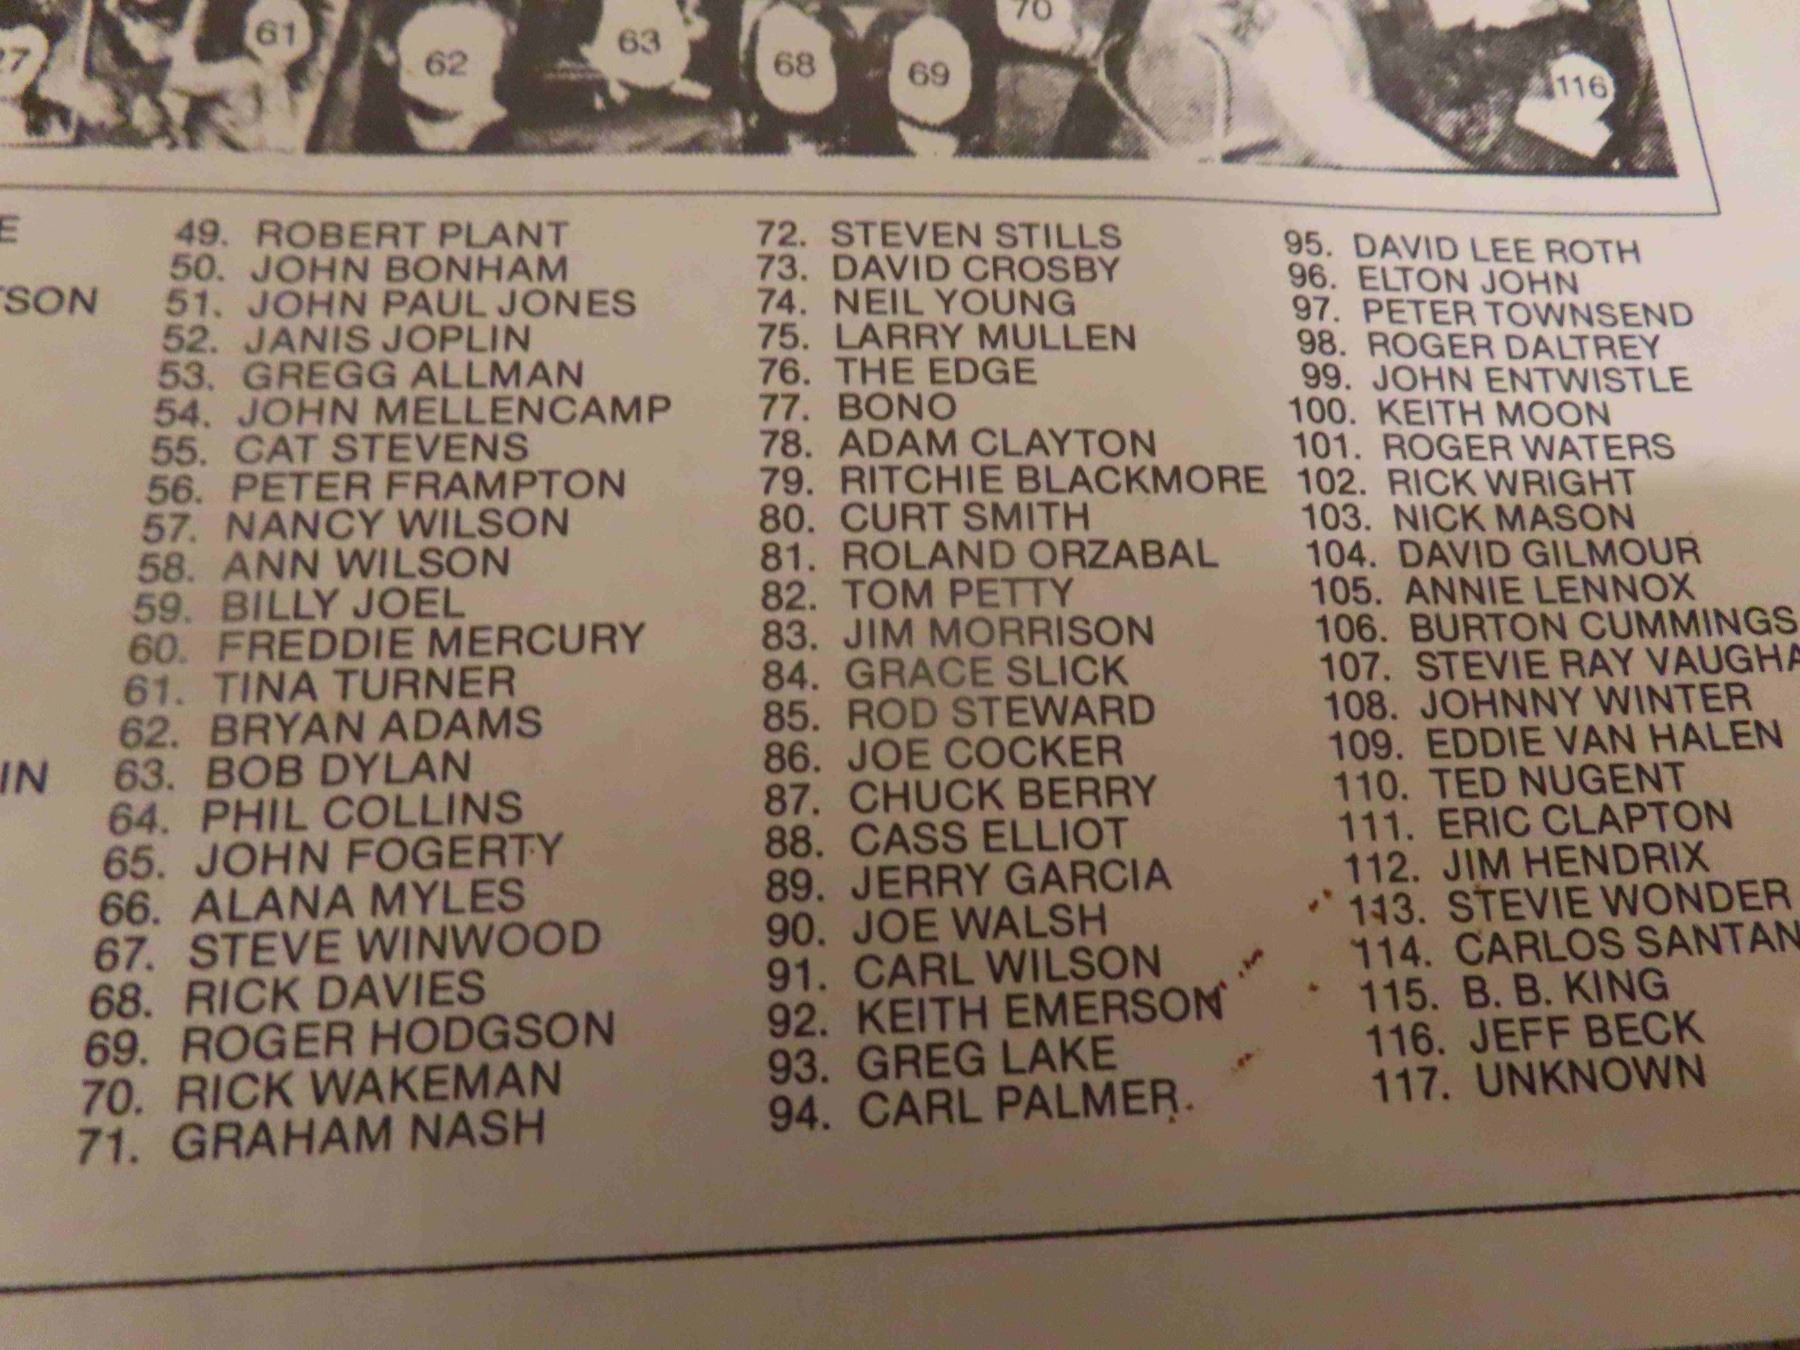 61
62
63
68
69
70
116
27
E
49. ROBERT PLANT
50. JOHN BONHAM
TSON 51. JOHN PAUL JONES
52. JANIS JOPLIN
53. GREGG ALLMAN
54. JOHN MELLENCAMP
55. CAT STEVENS
56. PETER FRAMPTON
57. NANCY WILSON
58. ANN WILSON
59. BILLY JOEL
60. FREDDIE MERCURY
61. TINA TURNER
62. BRYAN ADAMS
IN 63. BOB DYLAN
64. PHIL COLLINS
65. JOHN FOGERTY
66. ALANA MYLES
67. STEVE WINWOOD
68. RICK DAVIES
69. ROGER HODGSON
70. RICK WAKEMAN
71. GRAHAM NASH
72. STEVEN STILLS
73. DAVID CROSBY
74. NEIL YOUNG
75. LARRY MULLEN
76. THE EDGE
77. BONO
78. ADAM CLAYTON
79. RITCHIE BLACKMORE
80. CURT SMITH
81. ROLAND ORZABAL
82. TOM PETTY
83. JIM MORRISON
84. GRACE SLICK
85. ROD STEWARD
86. JOE COCKER
87. CHUCK BERRY
88. CASS ELLIOT
89. JERRY GARCIA
90. JOE WALSH
91. CARL WILSON
92. KEITH EMERSON
93. GREG LAKE
94. CARL PALMER
95. DAVID LEE ROTH
96. ELTON JOHN
97. PETER TOWNSEND
98. ROGER DALTREY
99. JOHN ENTWISTLE
100. KEITH MOON
101. ROGER WATERS
102. RICK WRIGHT
103. NICK MASON
104. DAVID GILMOUR
105. ANNIE LENNOX
106. BURTON CUMMINGS
107. STEVIE RAY VAUGHA
108. JOHNNY WINTER
109. EDDIE VAN HALEN
110. TED NUGENT
111. ERIC CLAPTON
112. JIM HENDRIX
113. STEVIE WONDER
114. CARLOS SANTAN
115. B. B. KING
116. JEFF BECK
117. UNKNOWN